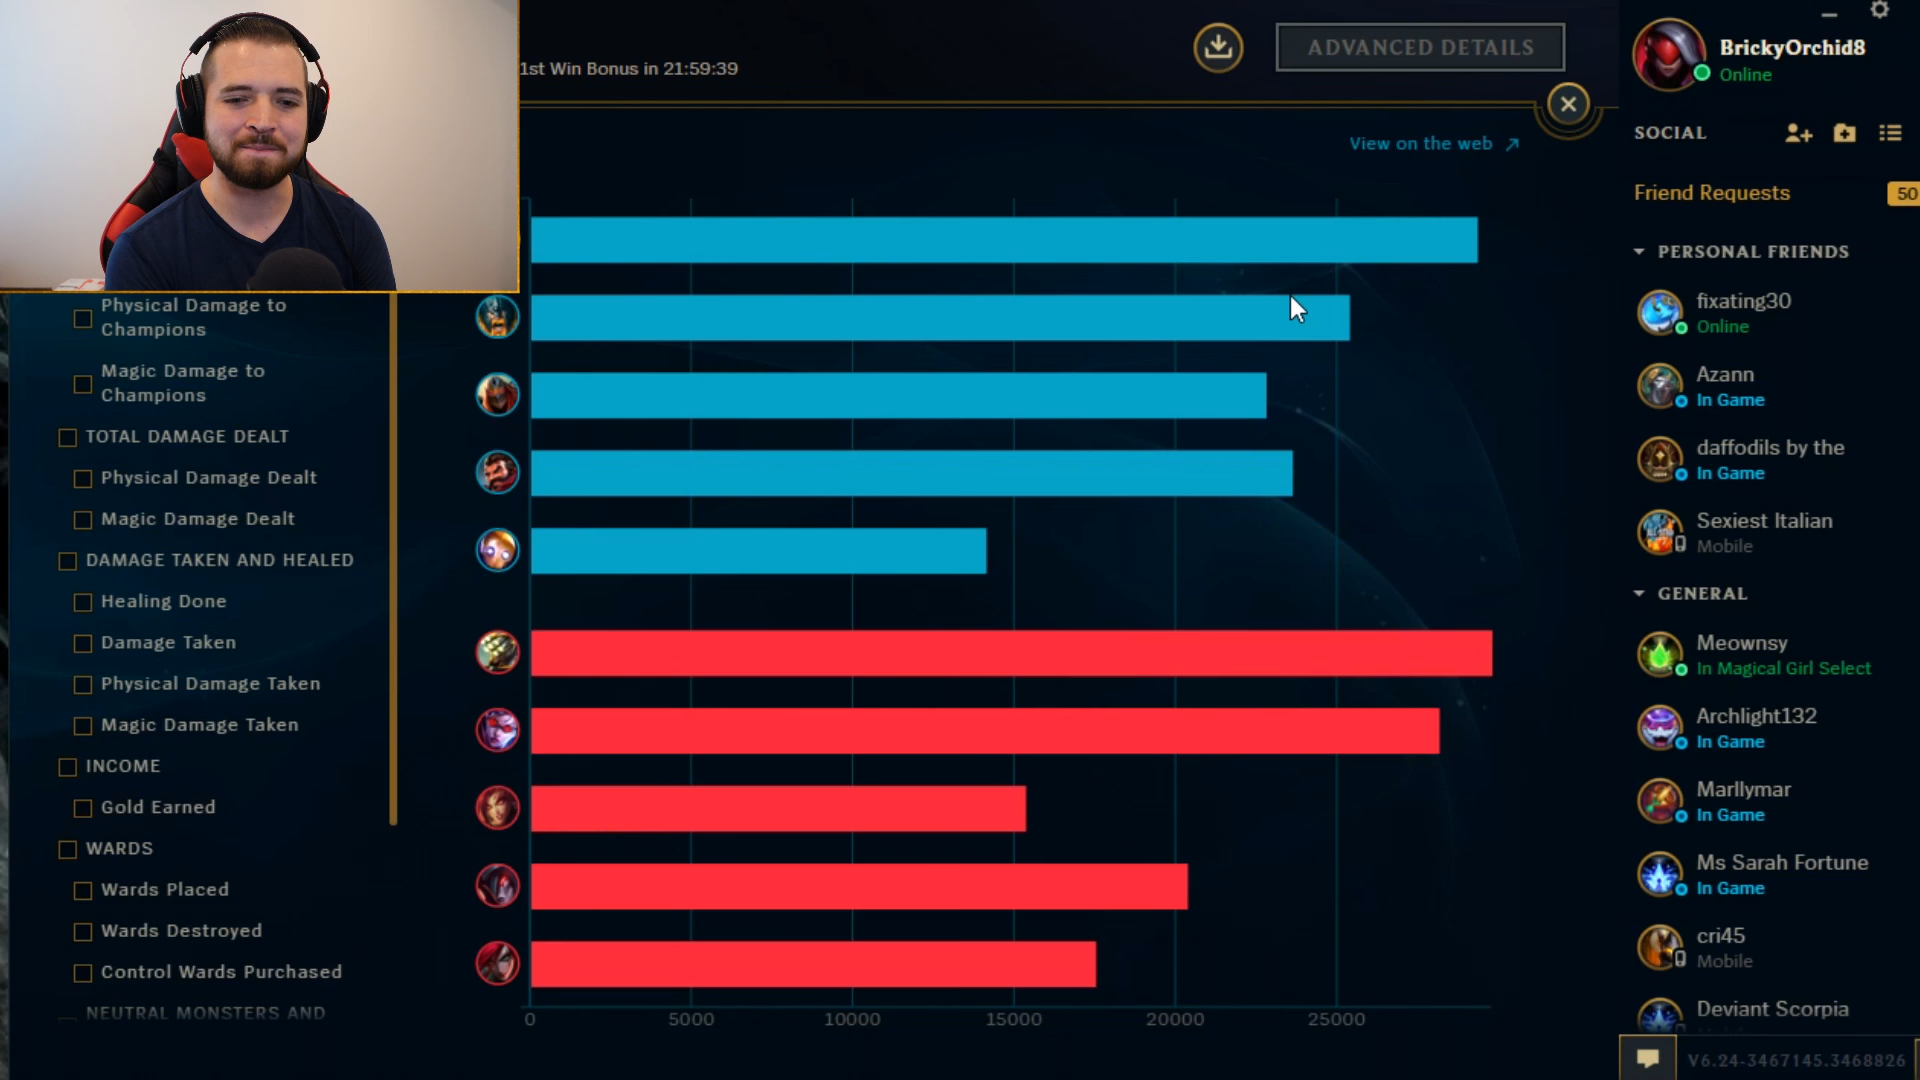 1st Win Bonus in 21:59:39
ADVANCED DETAILS
View on the web
Physical Damage to
Champions
Magic Damage to
Champions
TOTAL DAMAGE DEALT
Physical Damage Dealt
Magic Damage Dealt
DAMAGE TAKEN AND HEALED
Healing Done
Damage Taken
Physical Damage Taken
Magic Damage Taken
INCOME
Gold Earned
WARDS
Wards Placed
Wards Destroyed
Control Wards Purchased
NEUTRAL MONSTERS AND
0 5000 10000 15000 20000 25000
BrickyOrchid8
Online
SOCIAL
Friend Requests 50
PERSONAL FRIENDS
fixating30
Online
Azann
In Game
daffodils by the
In Game
Sexiest Italian
Mobile
GENERAL
Meownsy
In Magical Girl Select
Archlight132
In Game
Marllymar
In Game
Ms Sarah Fortune
In Game
cri45
Mobile
Deviant Scorpia
V6.24-3467145.3468826